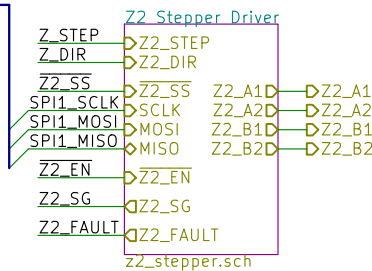 Z2 Stepper Driver
Z_STEP Z2_STEP
Z_DIR Z2_DIR
Z2_SS Z2_SS Z2_A1 Z2_A1
SPI1_SCLK SCLK Z2_A2 Z2_A2
SPI1_MOSI MOSI Z2_B1 Z2_B1
SPI1_MISO MISO Z2_B2 Z2_B2
Z2_EN Z2_EN
Z2_SG Z2_SG
Z2_FAULT Z2_FAULT
z2_stepper.sch